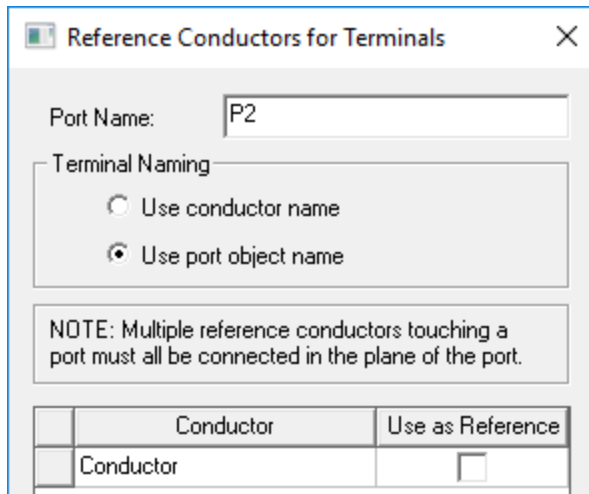 Reference Conductors for Terminals
Port Name: P2
Terminal Naming
Use conductor name
Use port object name
NOTE: Multiple reference conductors touching a
port must all be connected in the plane of the port.
Conductor Use as Reference
Conductor